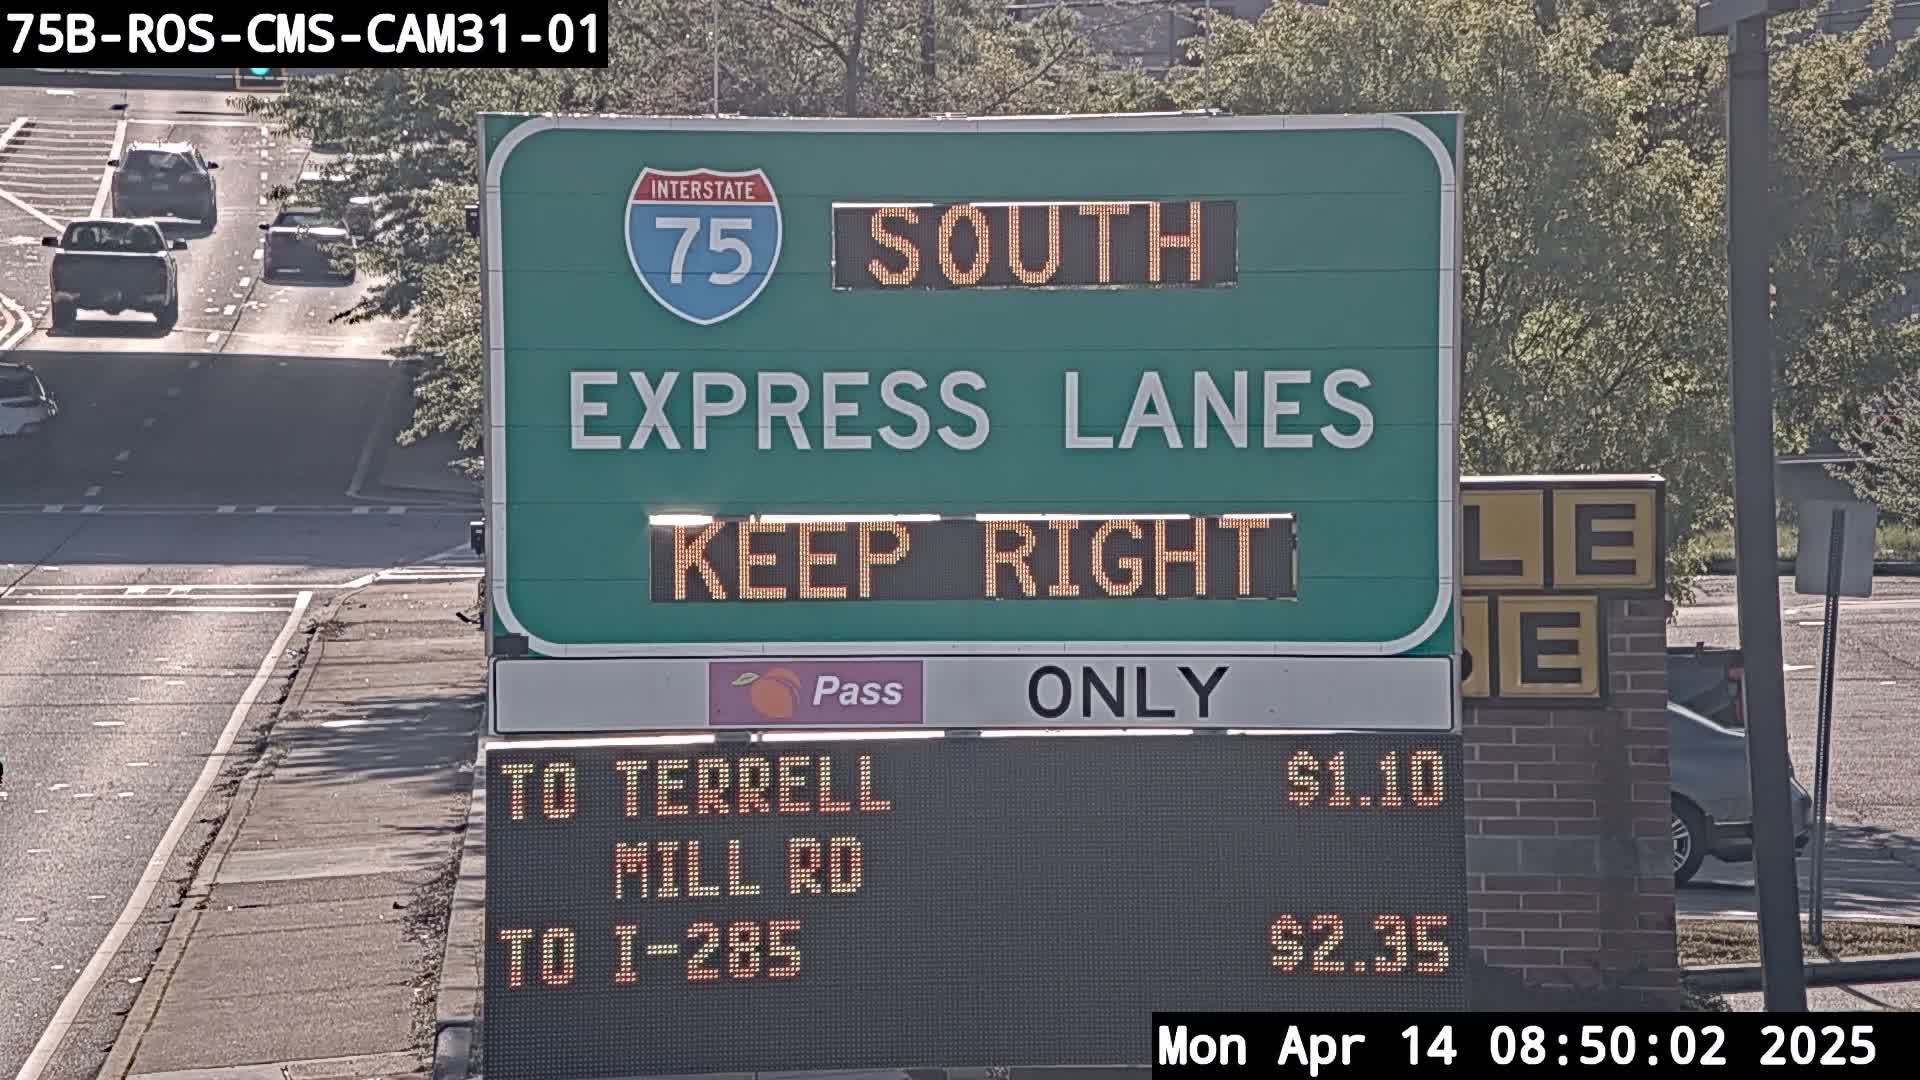 75B-ROS-CMS-CAM31-01
INTERSTATE
75
SOUTH
EXPRESS LANES
KEEP RIGHT
Pass ONLY
TO TERRELL $1.10
MILL RD
TO I-285 $2.35
LE
E
Mon Apr 14 08:50:02 2025